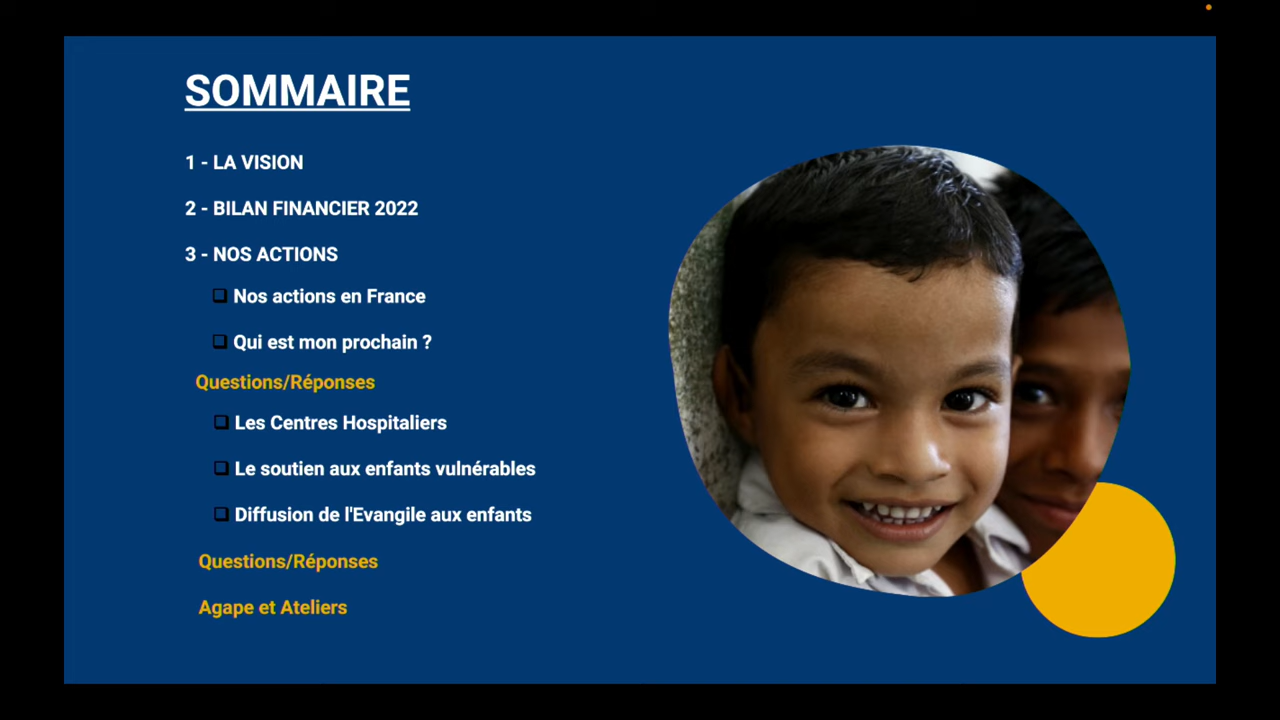 SOMMAIRE
1 - LA VISION
2 - BILAN FINANCIER 2022
3 - NOS ACTIONS
❑ Nos actions en France
❑ Qui est mon prochain ?
Questions/Réponses
❑ Les Centres Hospitaliers
❑ Le soutien aux enfants vulnérables
❑ Diffusion de l'Evangile aux enfants
Questions/Réponses
Agape et Ateliers